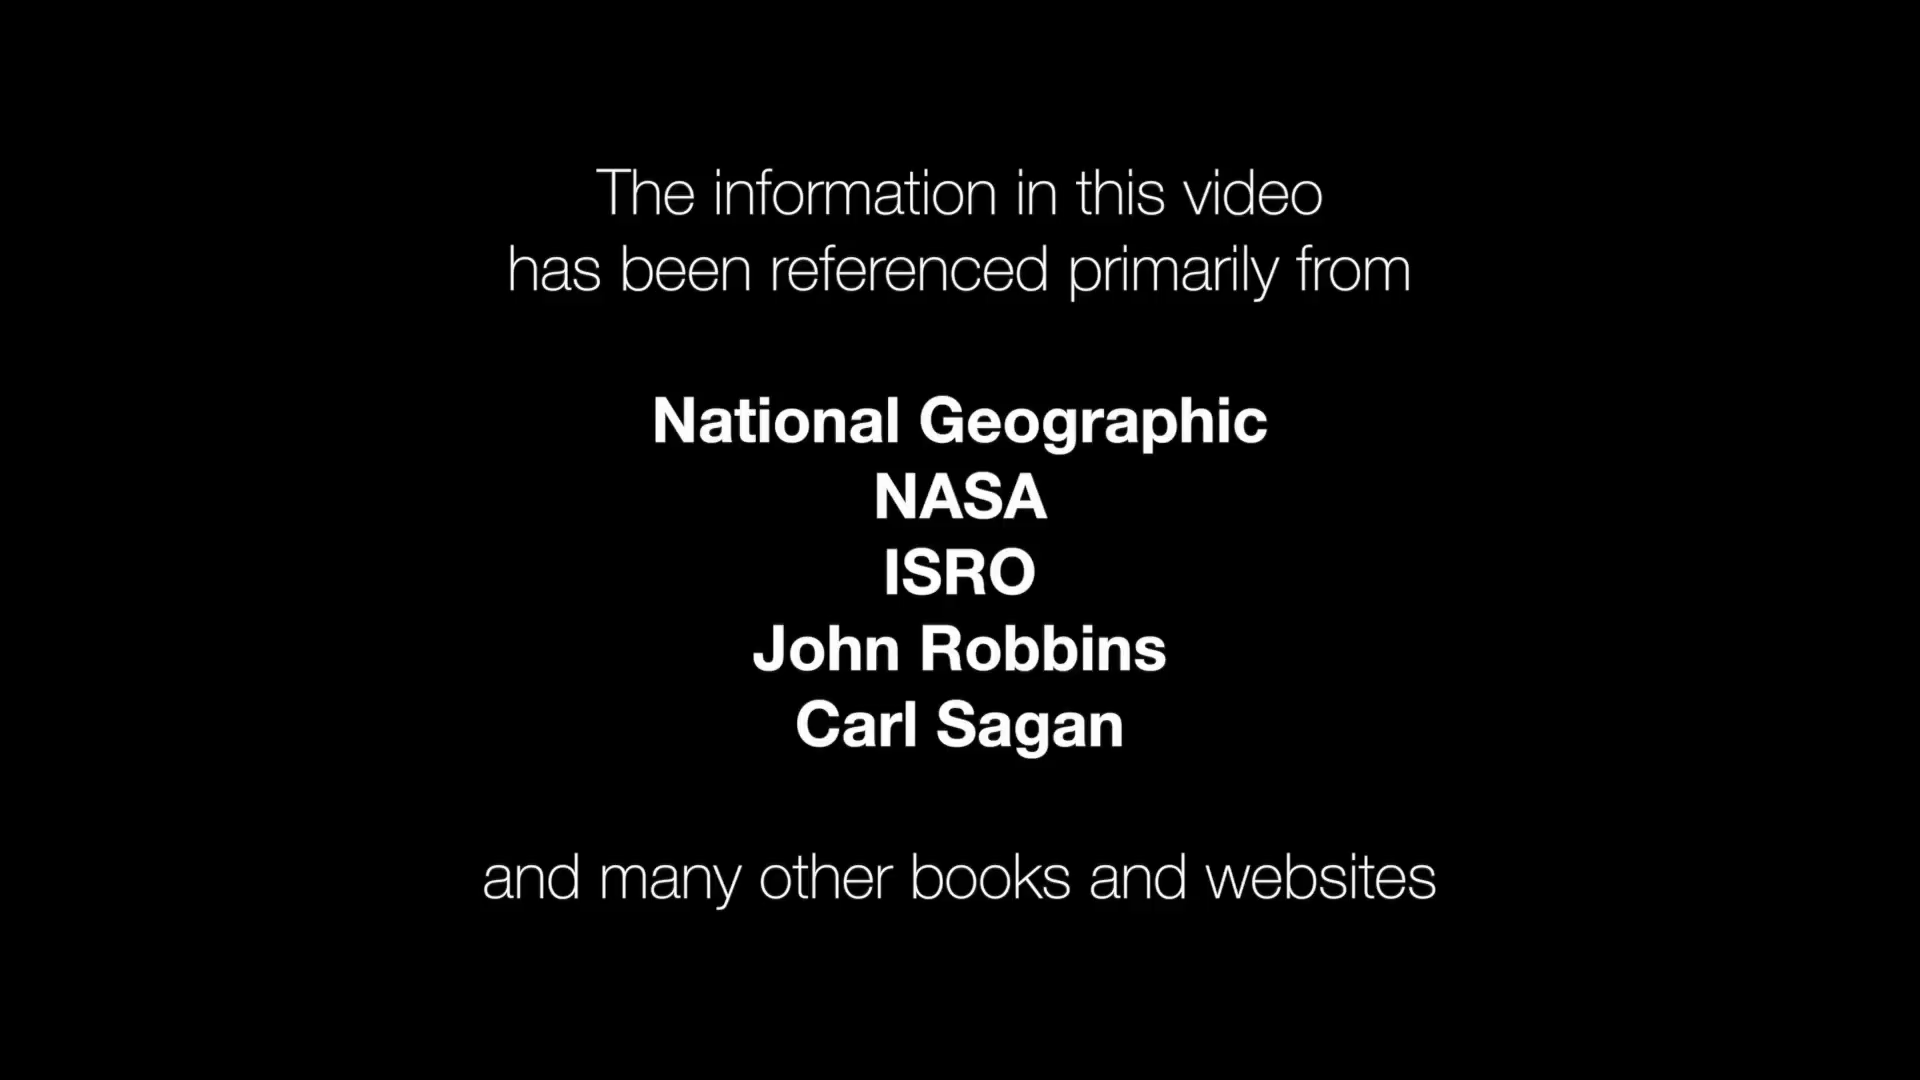 The information in this video
has been referenced primarily from
National Geographic
NASA
ISRO
John Robbins
Carl Sagan
and many other books and websites